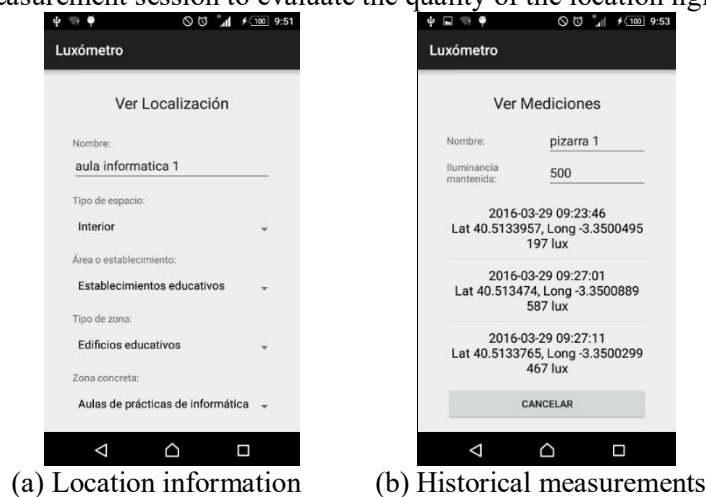 easurement session to evaluate the quality of the location lig
100 9:51
Luxómetro
Ver Localización
Nombre:
aula informatica 1
Tipo de espacio:
Interior
Área o establecimiento:
Establecimientos educativos
Tipo de zona:
Edificios educativos
Zona concreta:
Aulas de prácticas de informática
(a) Location information
100 9:53
Luxómetro
Ver Mediciones
Nombre:
pizarra 1
Iluminancia
mantenida:
500
2016-03-29 09:23:46
Lat 40.5133957, Long -3.3500495
197 lux
2016-03-29 09:27:01
Lat 40.513474, Long -3.3500889
587 lux
2016-03-29 09:27:11
Lat 40.5133765, Long -3.3500299
467 lux
CANCELAR
(b) Historical measurements